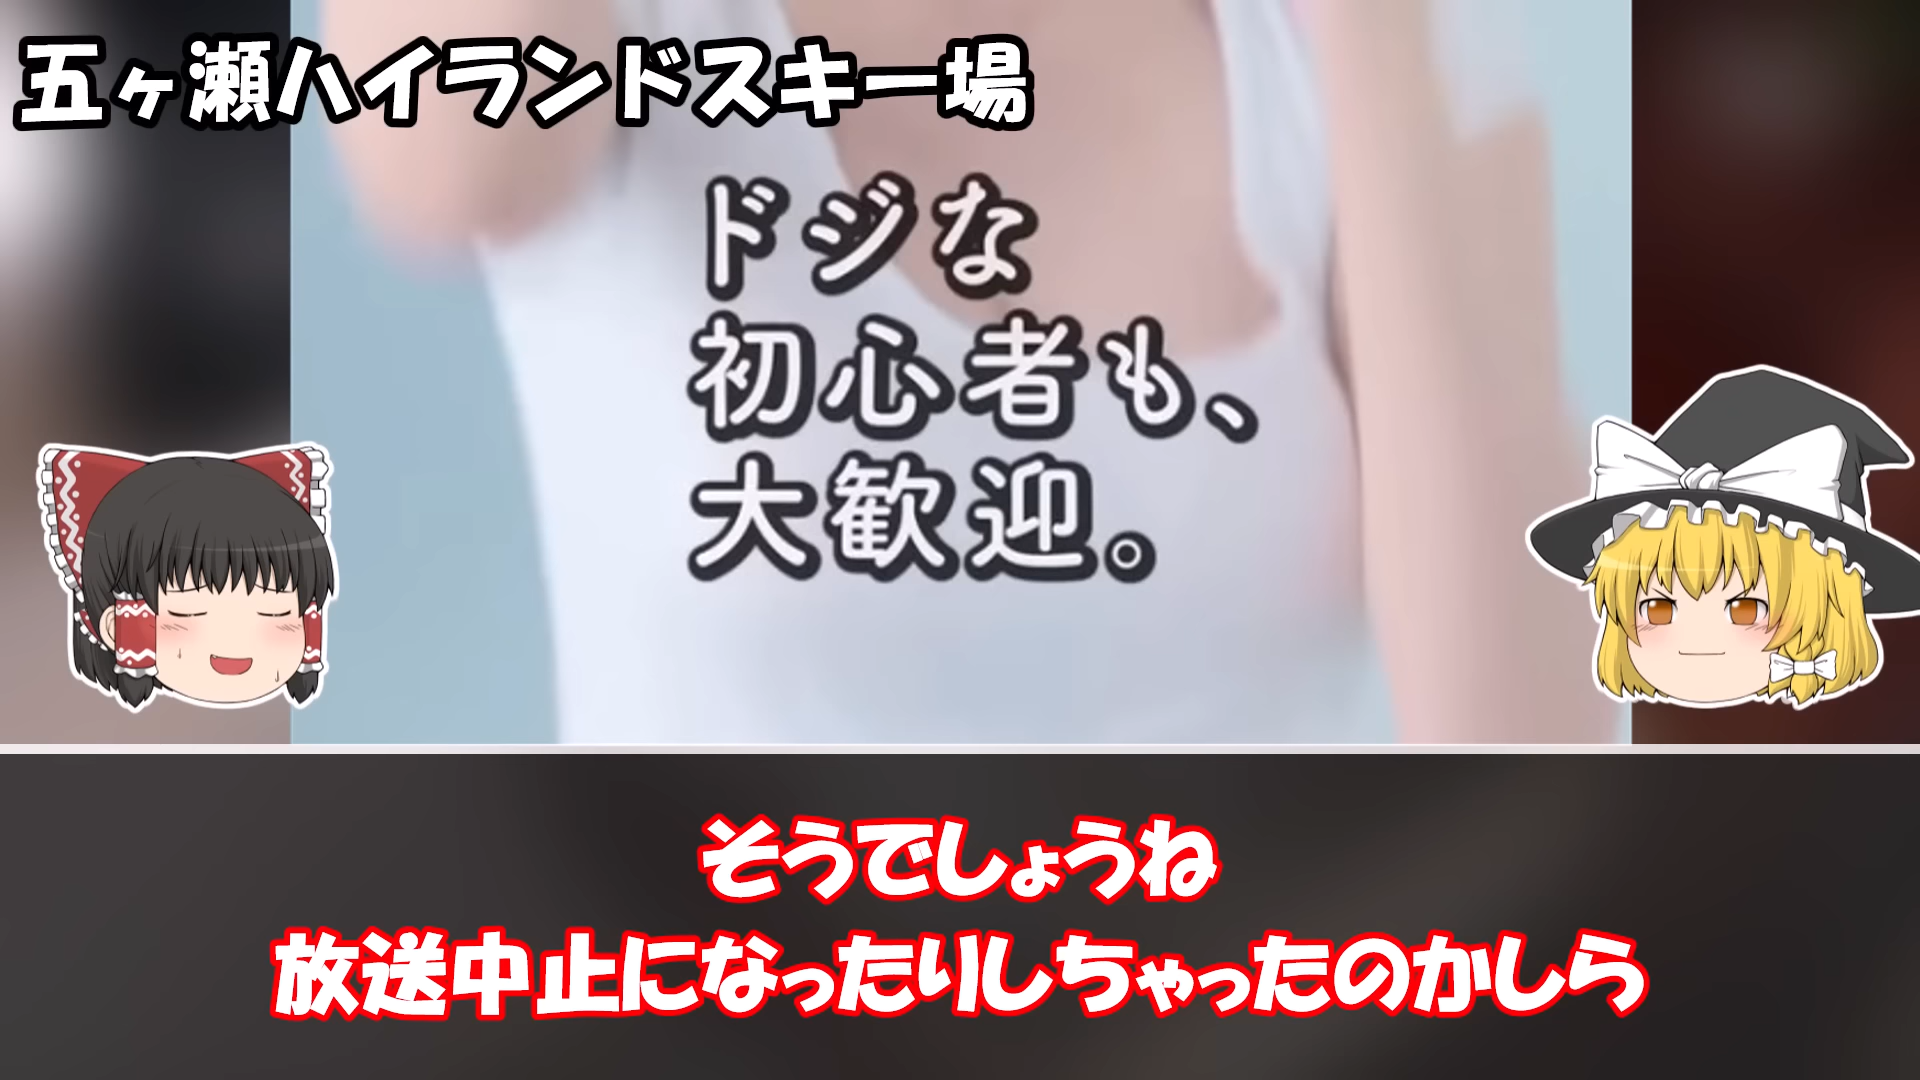 五ヶ瀬ハイランドスキー場
ドジな
初心者も、
大歓迎。
そうでしょうね
放送中止になったりしちゃったのかしら